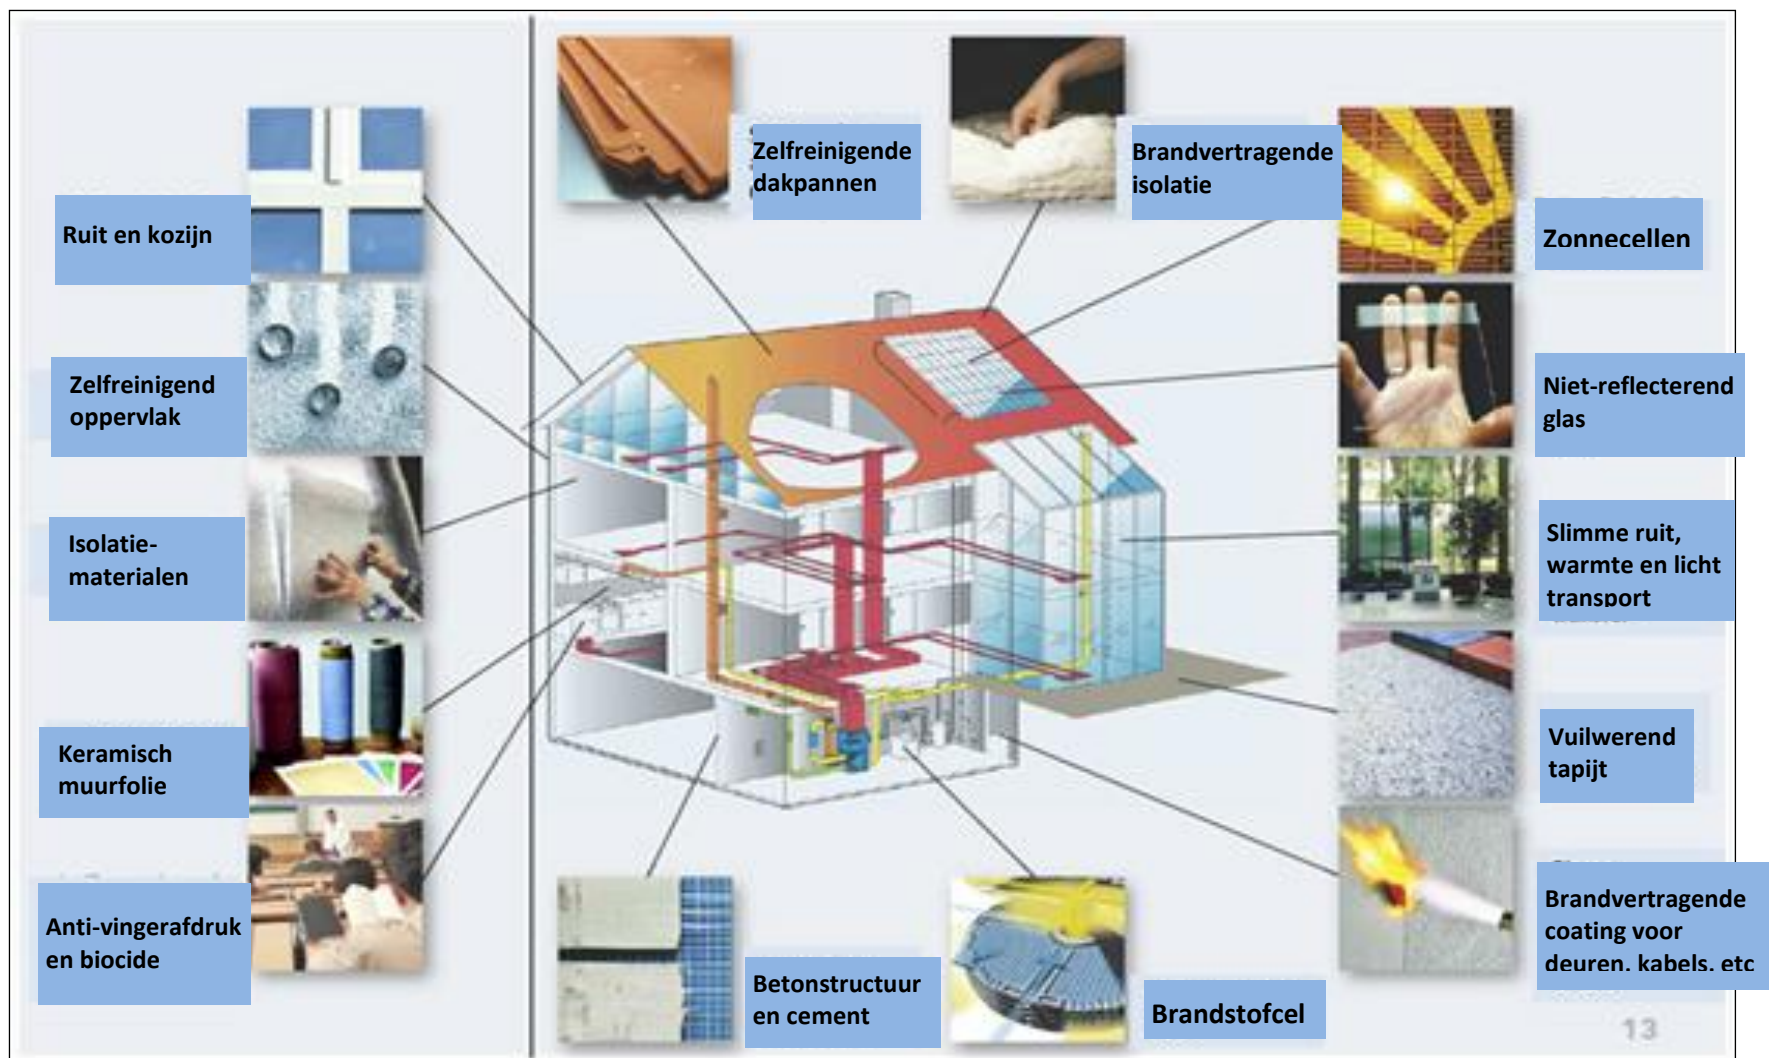 Ruit en kozijn
Zelfreinigend
oppervlak
Isolatie-
materialen
Keramisch
muurfolie
Anti-vingerafdruk
en biocide
Zelfreinigende
dakpannen
Brandvertragende
isolatie
Betonstructuur
en cement
Brandstofcel
Zonnecellen
Niet-reflecterend
glas
Slimme ruit,
warmte en licht
transport
Vuilwerend
tapijt
Brandvertragende
coating voor
deuren, kabels, etc
13